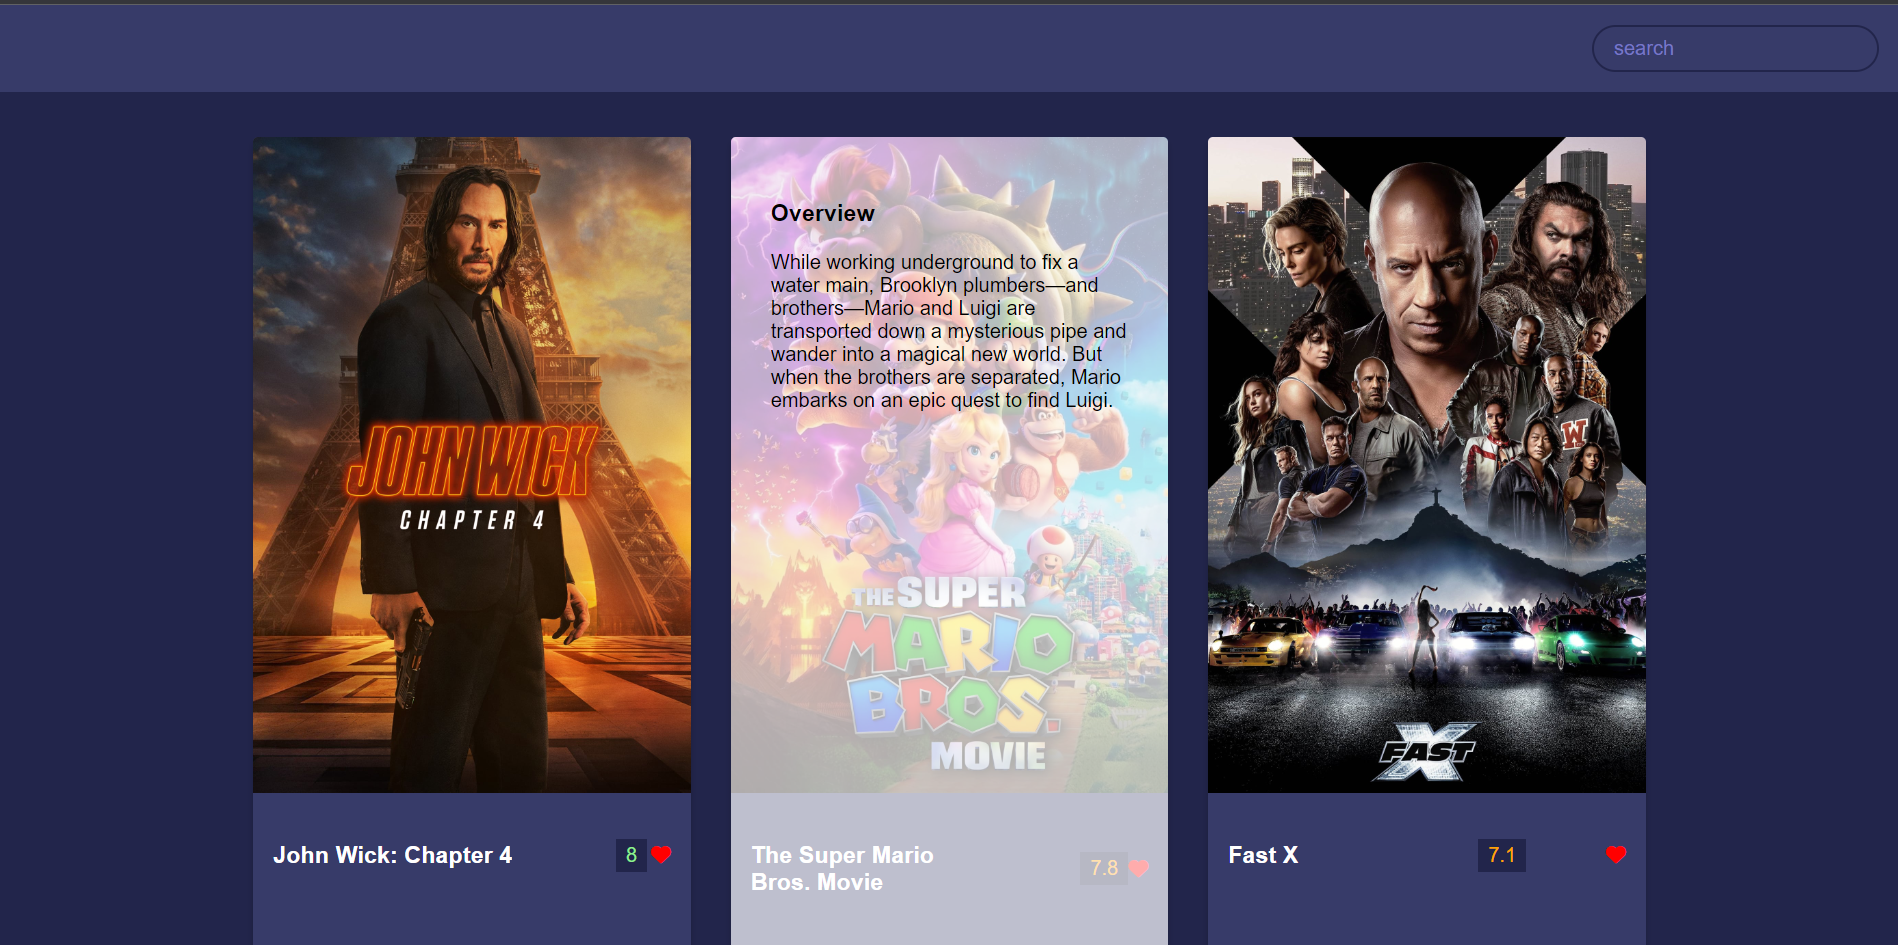 search
JOHN WICK
CHAPTER 4
Overview
While working underground to fix a
water main, Brooklyn plumbers—and
brothers—Mario and Luigi are
transported down a mysterious pipe and
wander into a magical new world. But
when the brothers are separated, Mario
embarks on an epic quest to find Luigi.
THE SUPER
MARIO
BROS.
MOVIE
W
FAST X
John Wick: Chapter 4
8
The Super Mario
Bros. Movie
7.8
Fast X
7.1